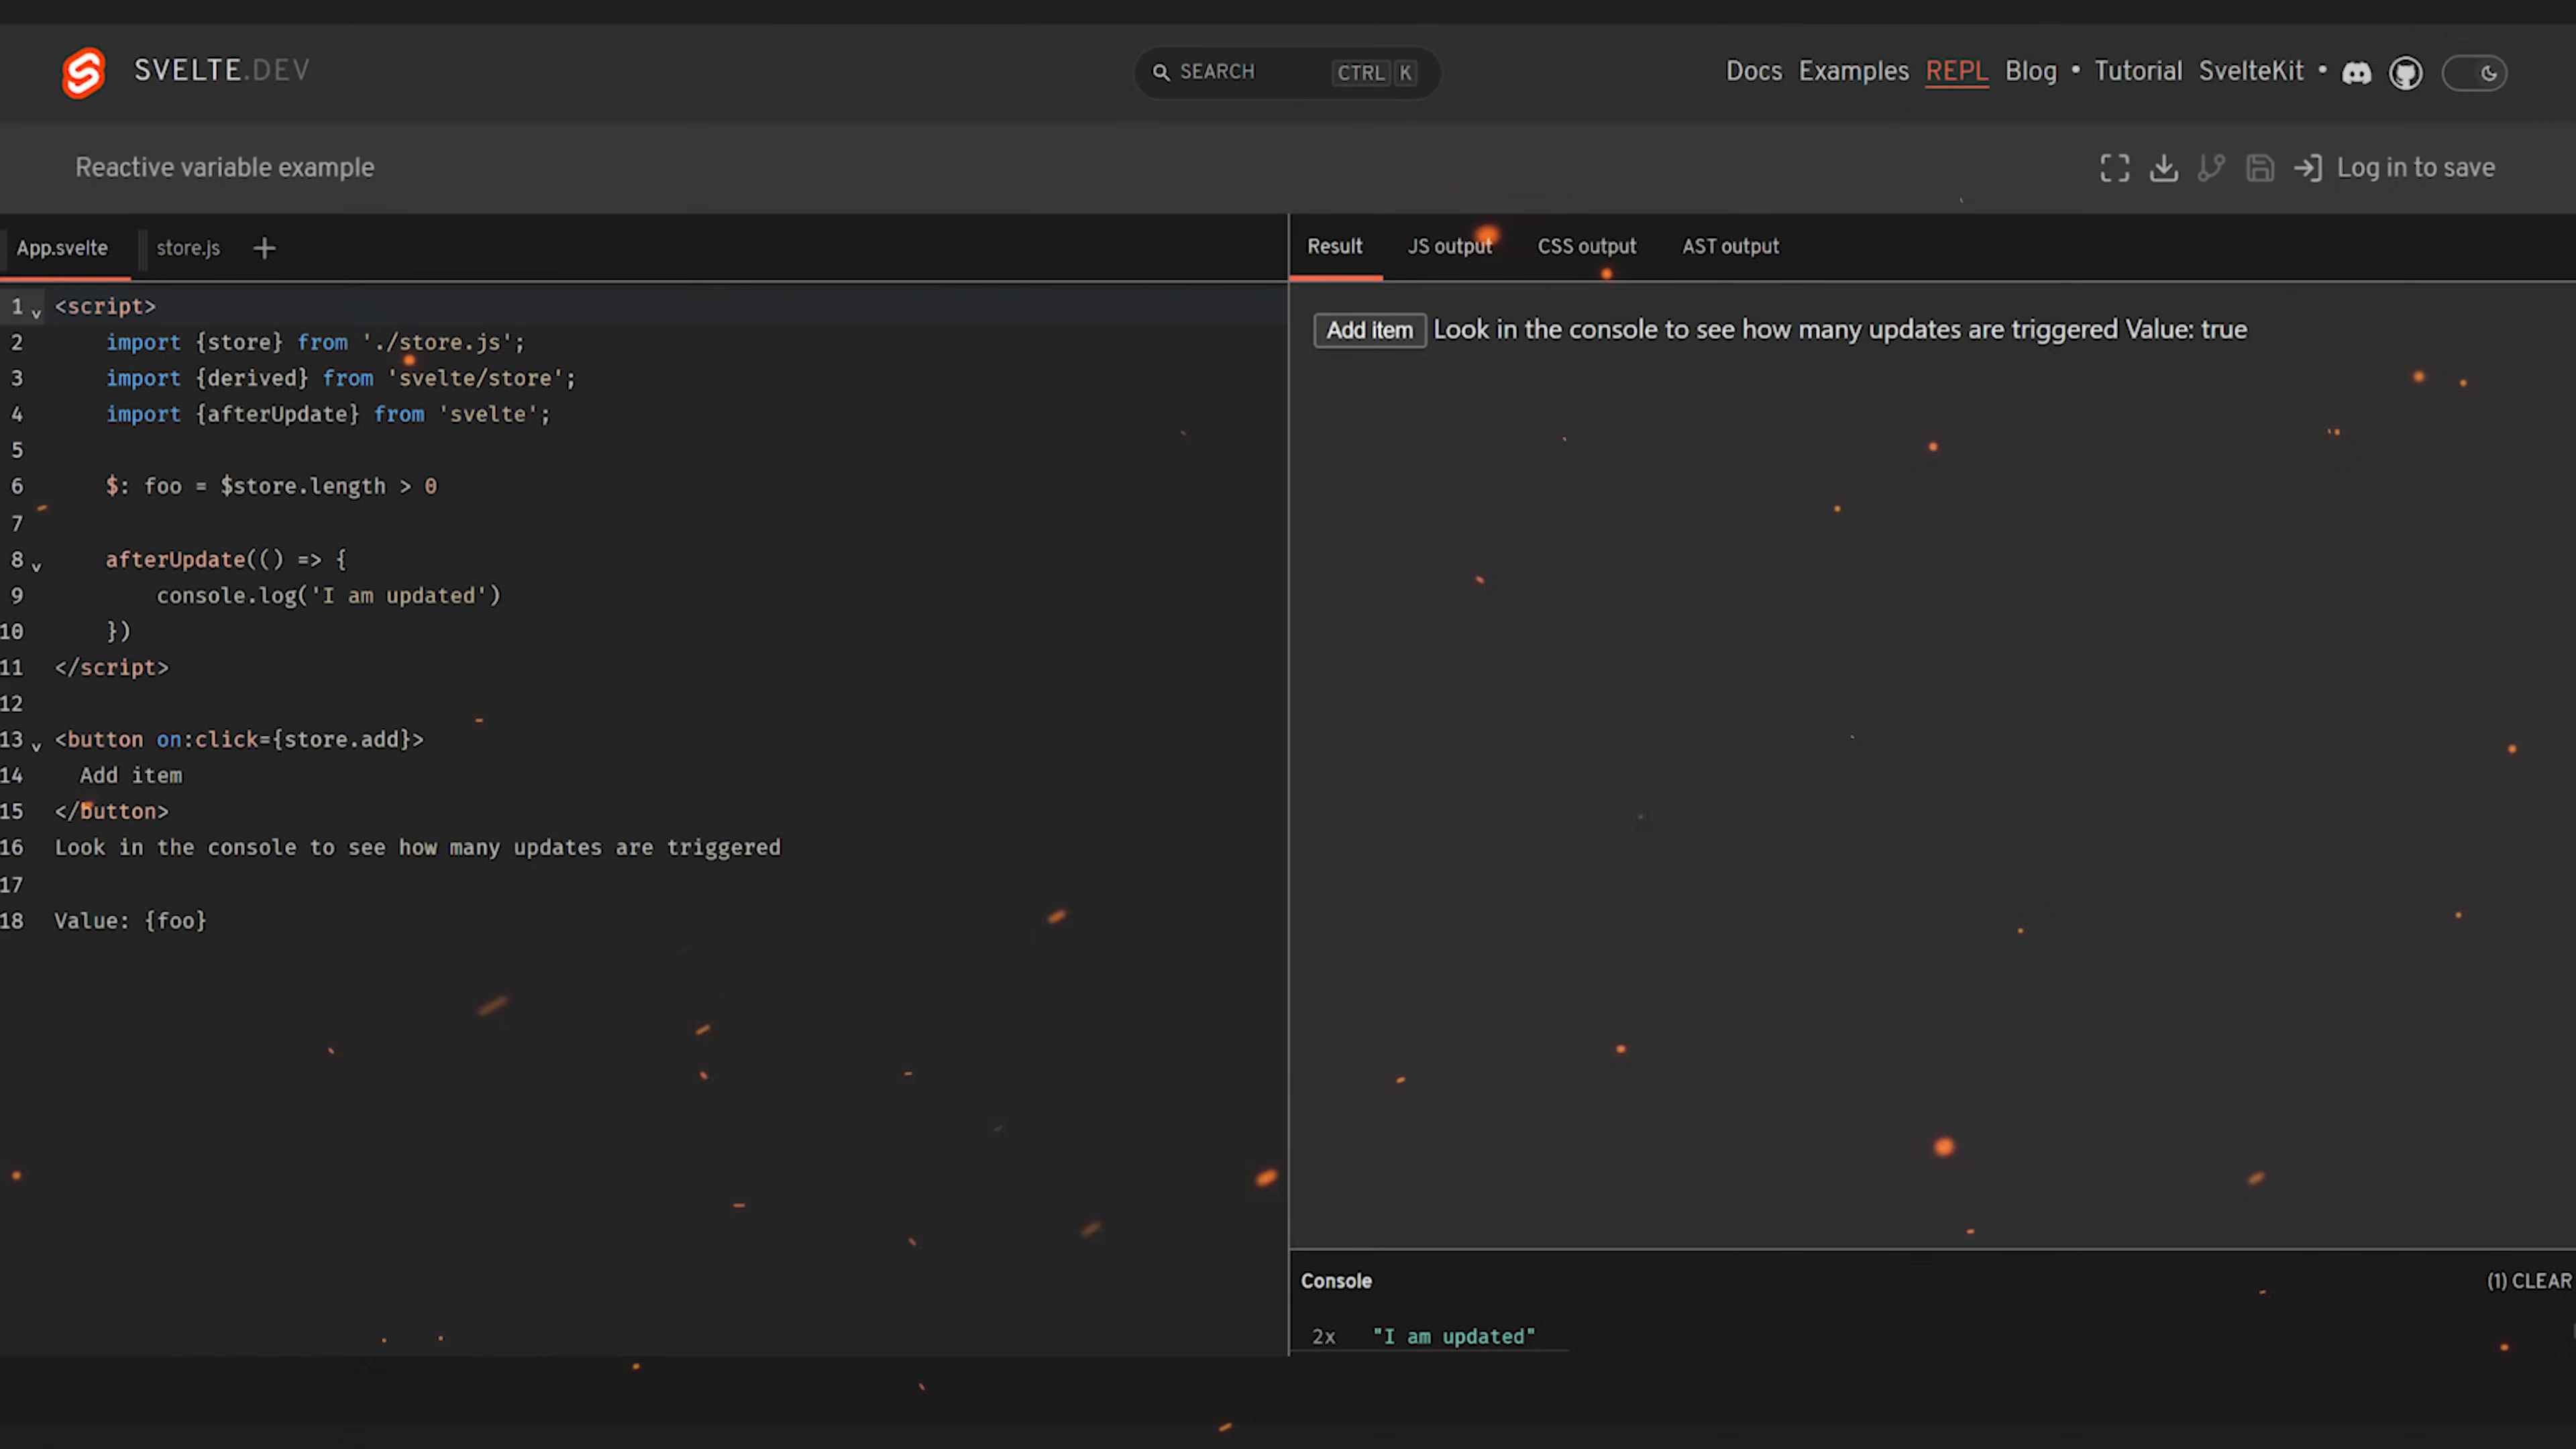 SVELTE.DEV
SEARCH CTRL K
Docs Examples REPL Blog • Tutorial SvelteKit •
Reactive variable example
Log in to save
App.svelte store.js +
1 <script>
2 import {store} from './store.js';
3 import {derived} from 'svelte/store';
4 import {afterUpdate} from 'svelte';
5
6 $: foo = $store.length > 0
7
8 afterUpdate(() => {
9 console.log('I am updated')
10 })
11 </script>
12
13 <button on:click={store.add}>
14 Add item
15 </button>
16 Look in the console to see how many updates are triggered
17
18 Value: {foo}
Result JS output CSS output AST output
Add item Look in the console to see how many updates are triggered Value: true
Console (1) CLEAR
2x "I am updated"